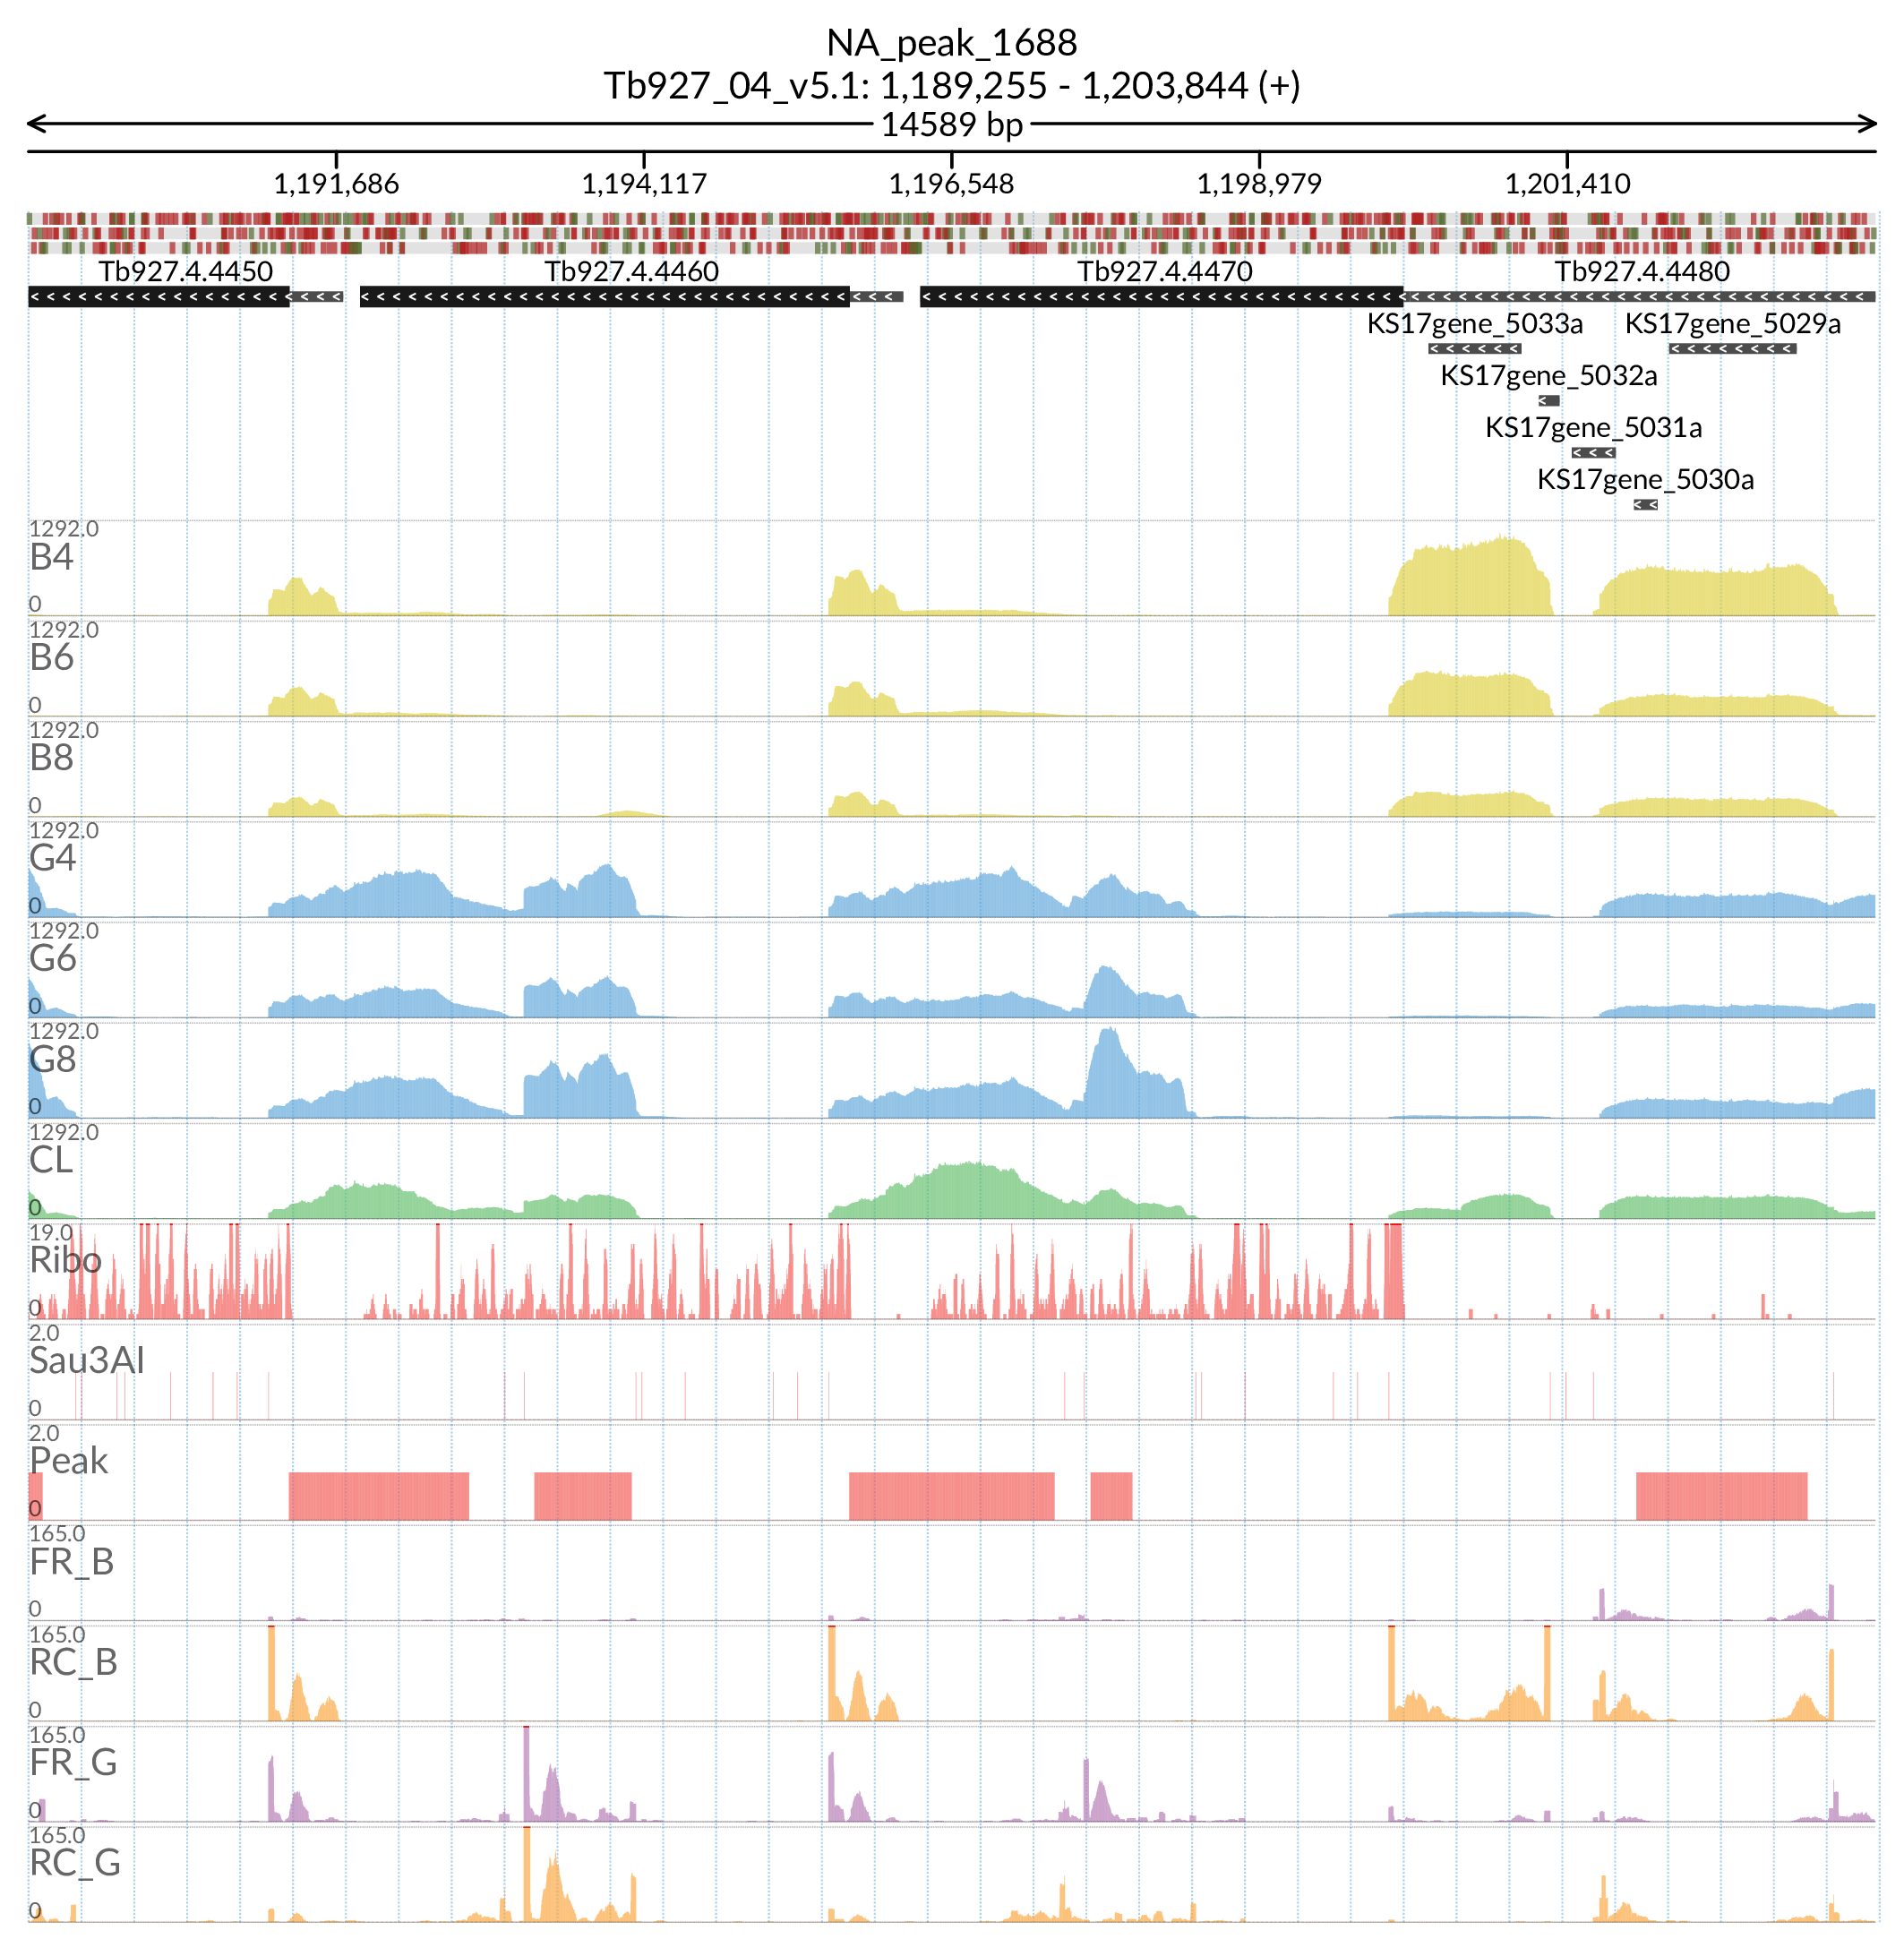 NA_peak_1688
Tb927_04_v5.1: 1,189,255 - 1,203,844 (+)
14589 bp
1,191,686 1,194,117 1,196,548 1,198,979 1,201,410
Tb927.4.4450 Tb927.4.4460 Tb927.4.4470 Tb927.4.4480
KS17gene_5033a KS17gene_5029a
KS17gene_5032a
KS17gene_5031a
KS17gene_5030a
1292.0
B4
0
1292.0
B6
0
1292.0
B8
0
1292.0
G4
0
1292.0
G6
0
1292.0
G8
0
1292.0
CL
0
19.0
Ribo
0
2.0
Sau3AI
0
2.0
Peak
0
165.0
FR_B
0
165.0
RC_B
0
165.0
FR_G
0
165.0
RC_G
0